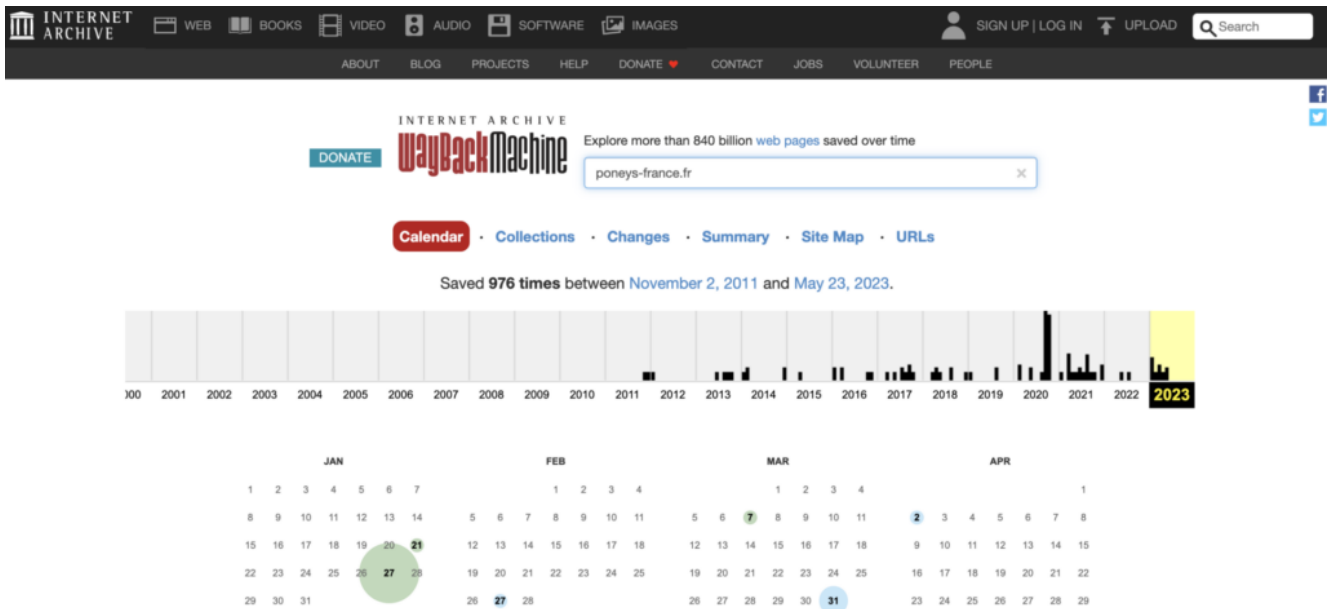 INTERNET ARCHIVE
WEB BOOKS VIDEO AUDIO SOFTWARE IMAGES SIGN UP | LOG IN UPLOAD Search
ABOUT BLOG PROJECTS HELP DONATE CONTACT JOBS VOLUNTEER PEOPLE
INTERNET ARCHIVE
WayBackMachine
DONATE
Explore more than 840 billion web pages saved over time
poneys-france.fr ×
Calendar · Collections · Changes · Summary · Site Map · URLs
Saved 976 times between November 2, 2011 and May 23, 2023.
2001 2002 2003 2004 2005 2006 2007 2008 2009 2010 2011 2012 2013 2014 2015 2016 2017 2018 2019 2020 2021 2022 2023
JAN FEB MAR APR
1 2 3 4 5 6 7 1 2 3 4 1 2 3 4 1
8 9 10 11 12 13 14 5 6 7 8 9 10 11 5 6 7 8 9 10 11 2 3 4 5 6 7 8
15 16 17 18 19 20 21 12 13 14 15 16 17 18 12 13 14 15 16 17 18 9 10 11 12 13 14 15
22 23 24 25 26 27 28 19 20 21 22 23 24 25 19 20 21 22 23 24 25 16 17 18 19 20 21 22
29 30 31 26 27 28 26 27 28 29 30 31 23 24 25 26 27 28 29